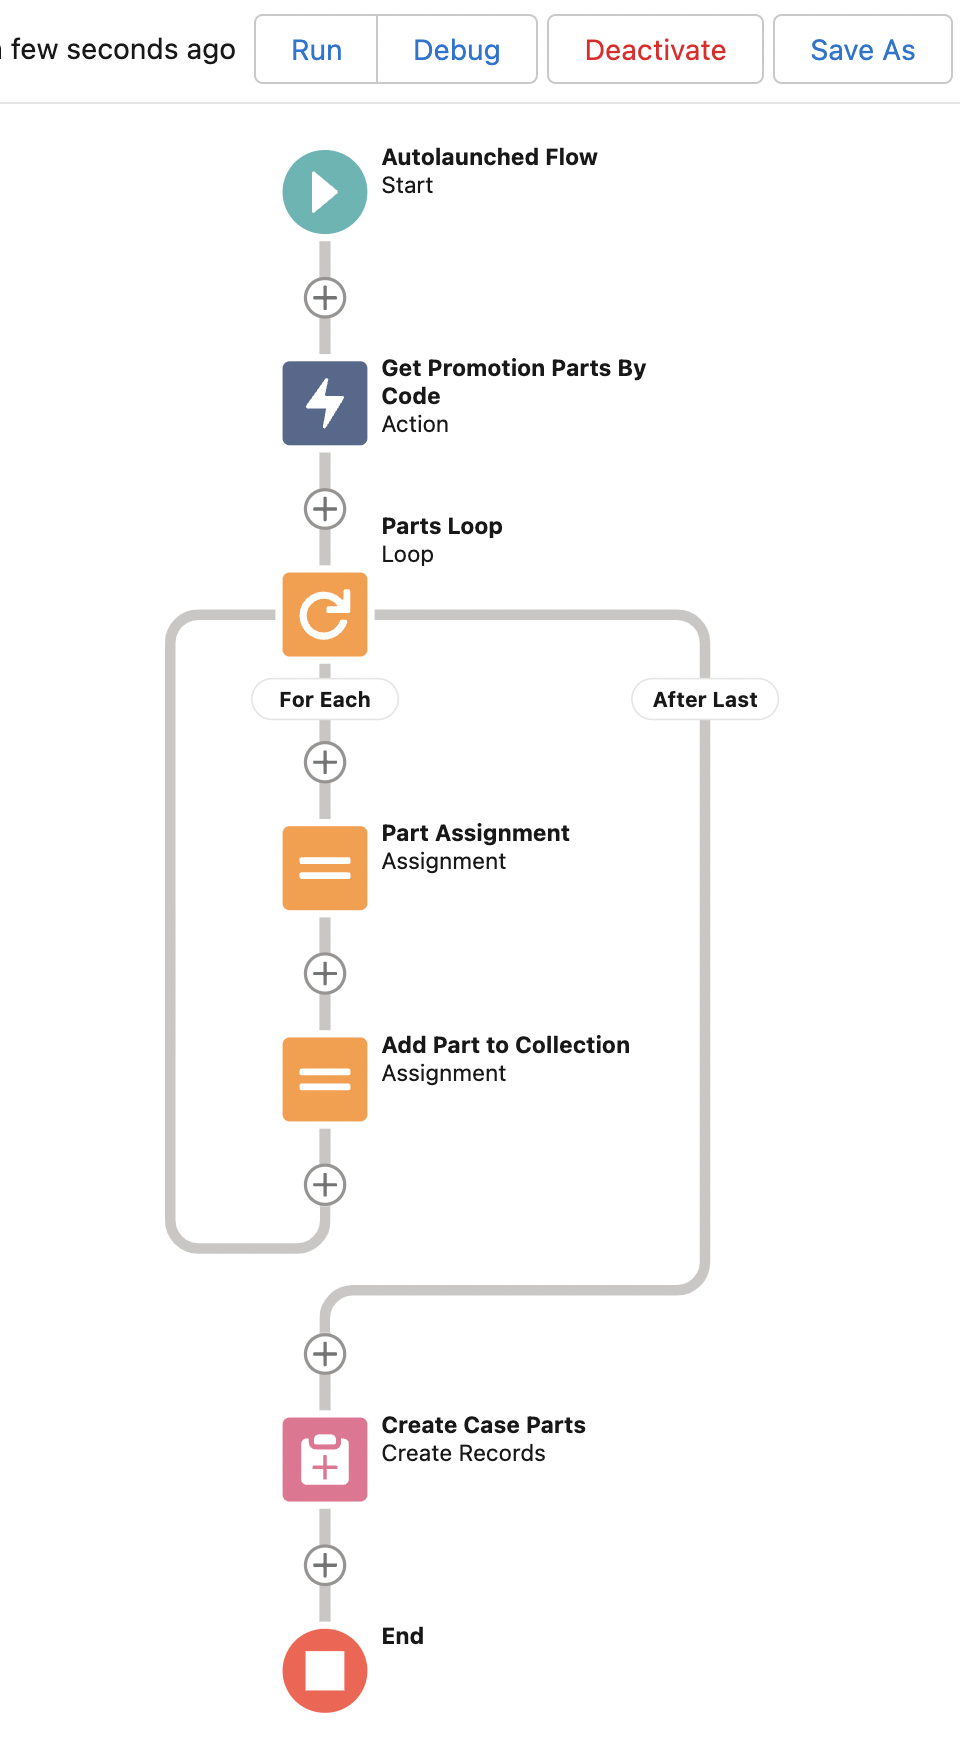 few seconds ago
Run
Debug
Deactivate
Save As
Autolaunched Flow
Start
Get Promotion Parts By
Code
Action
Parts Loop
Loop
For Each
After Last
Part Assignment
Assignment
Add Part to Collection
Assignment
Create Case Parts
Create Records
End